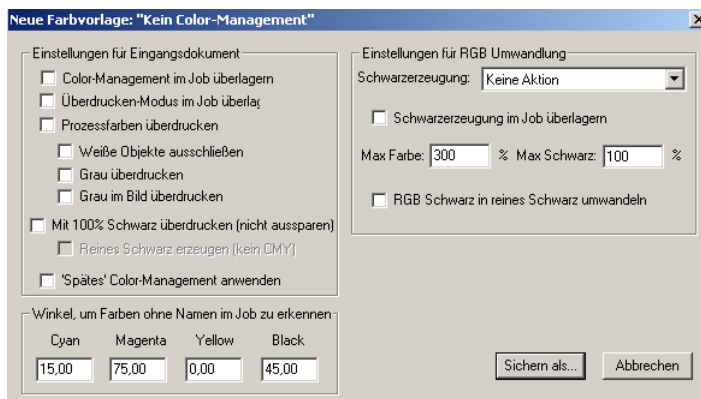 Neue Farbvorlage: "Kein Color-Management"
Einstellungen für Eingangsdokument
Color-Management im Job überlagern
Überdrucken-Modus im Job überlag
Prozessfarben überdrucken
Weiße Objekte ausschließen
Grau überdrucken
Grau im Bild überdrucken
Mit 100% Schwarz überdrucken (nicht aussparen)
Reines Schwarz erzeugen (kein CMY)
'Spätes' Color-Management anwenden
Winkel, um Farben ohne Namen im Job zu erkennen
Cyan Magenta Yellow Black
15,00 75,00 0,00 45,00
Einstellungen für RGB Umwandlung
Schwarzerzeugung: Keine Aktion
Schwarzerzeugung im Job überlagern
Max Farbe: 300 % Max Schwarz: 100 %
RGB Schwarz in reines Schwarz umwandeln
Sichern als... Abbrechen